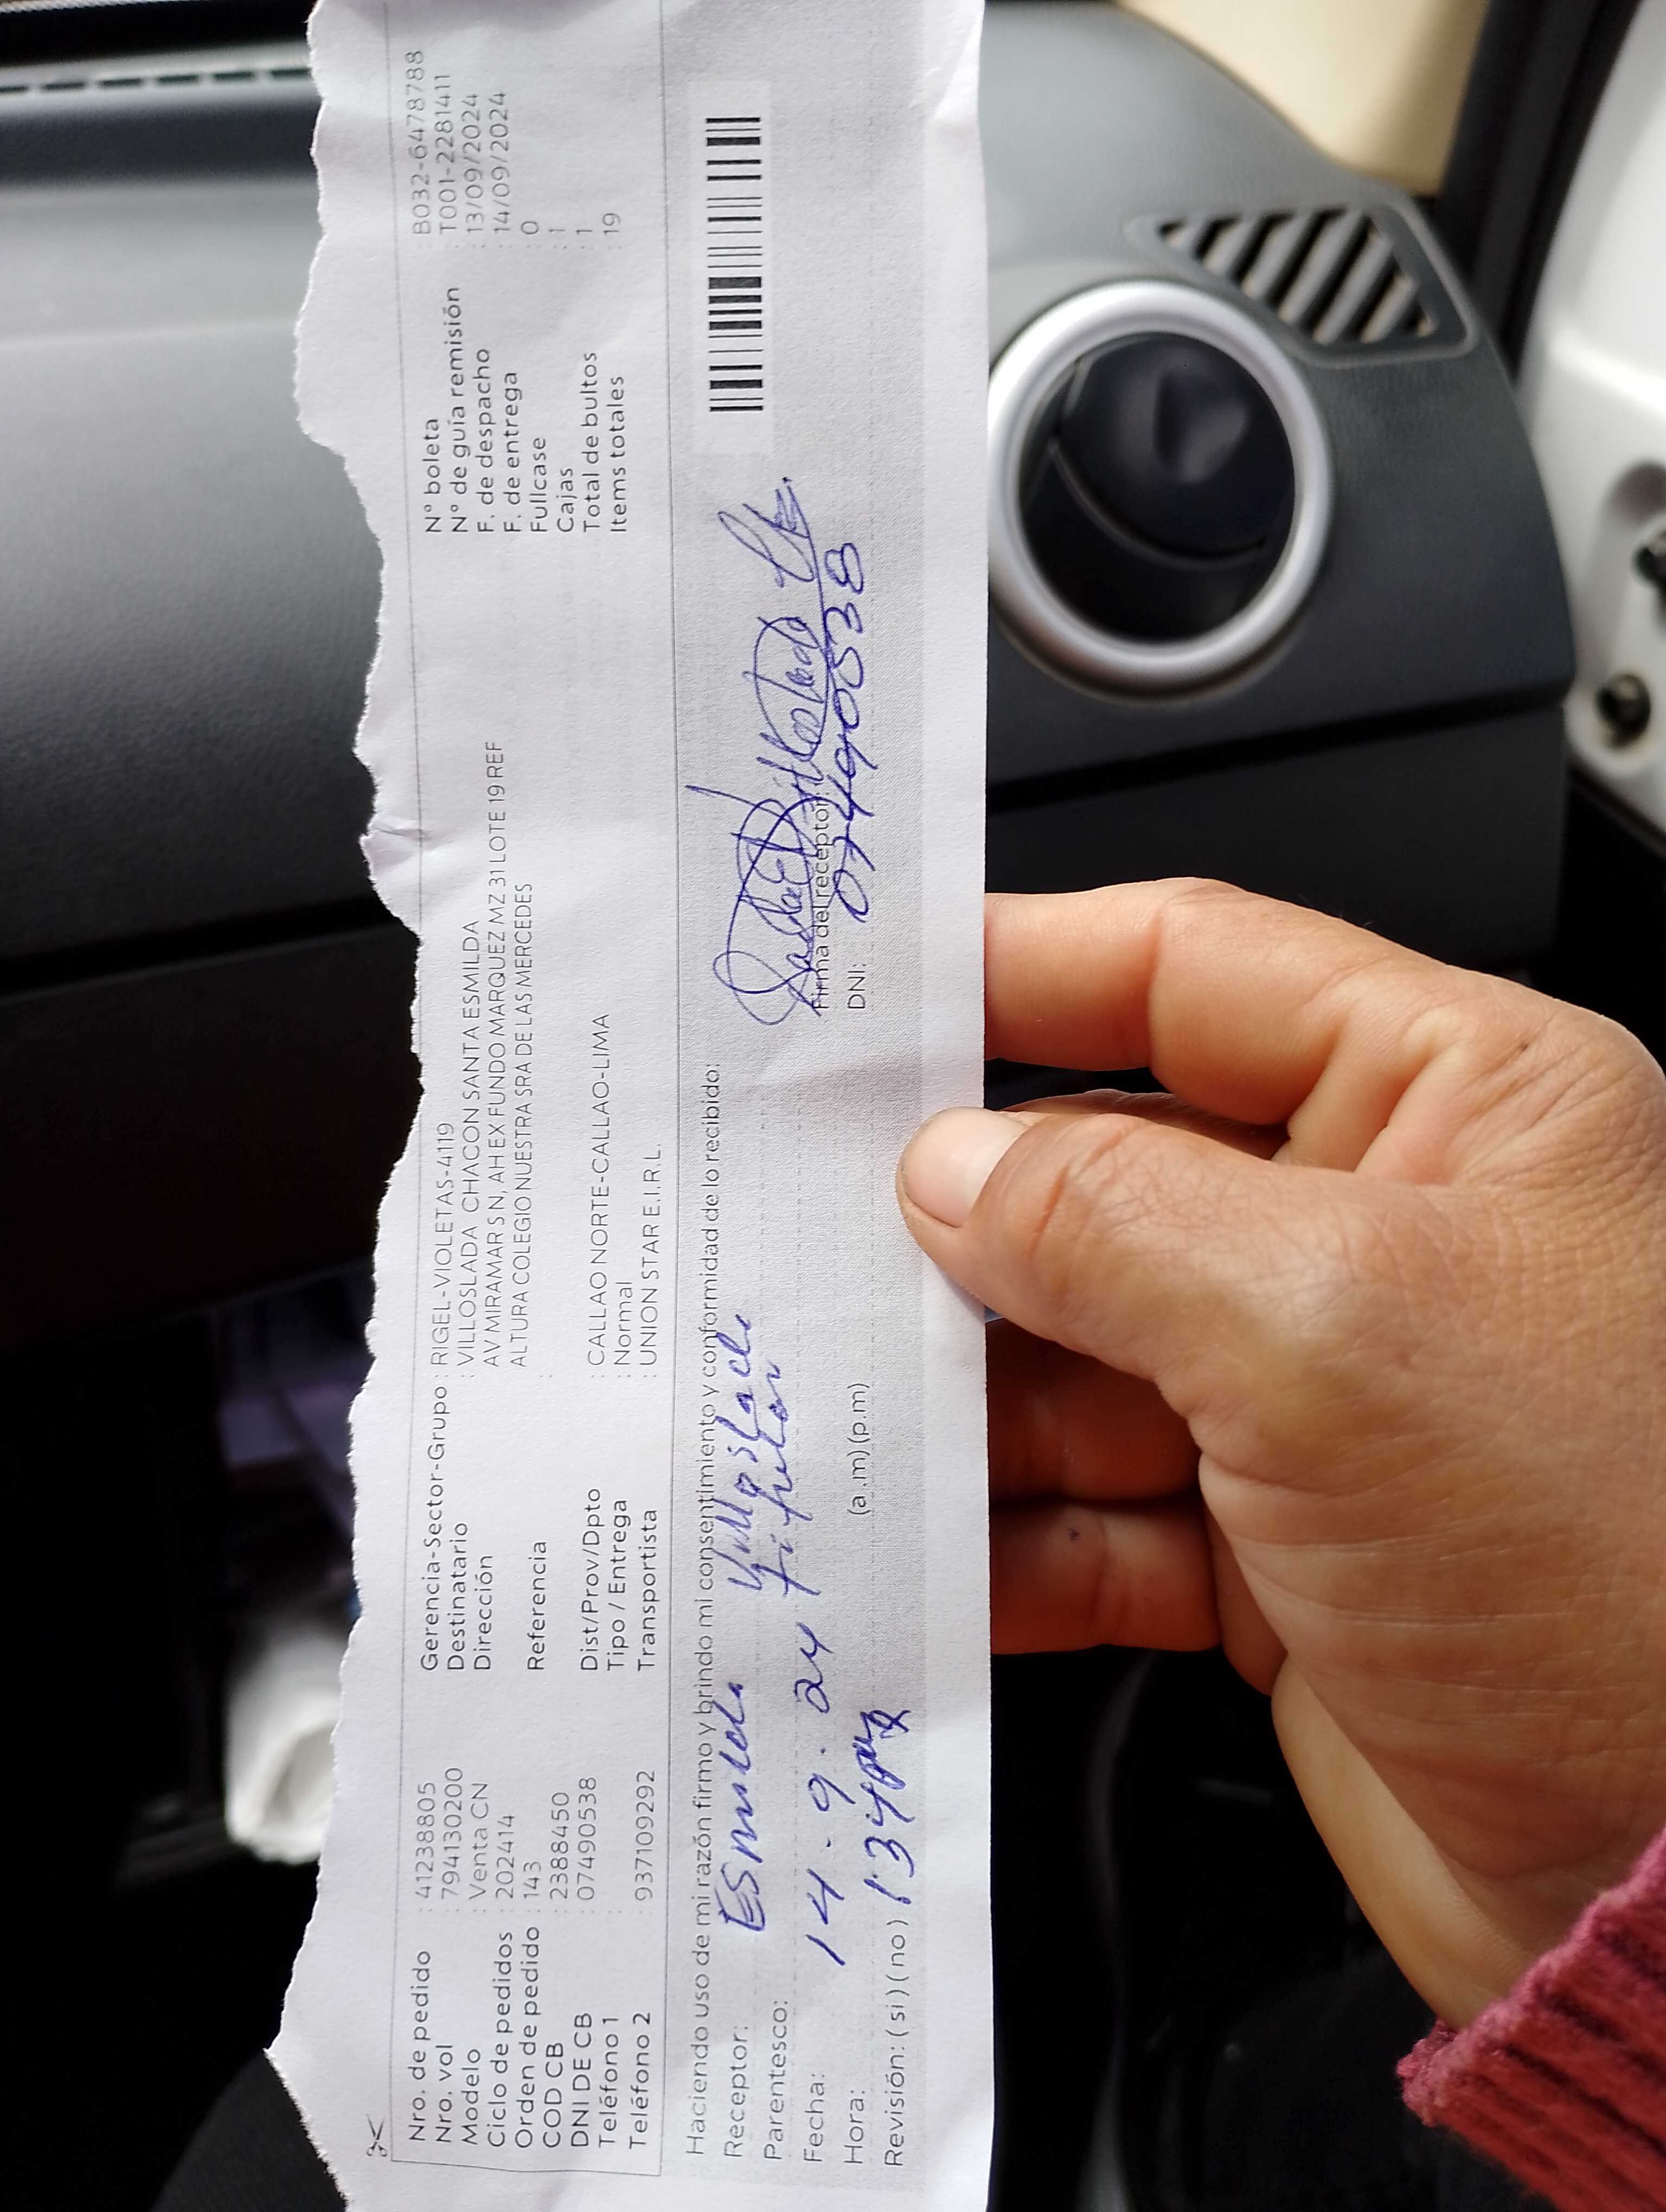 Nro. de pedido : 41238805
Nro. vol : 794130200
Modelo : Venta CN
Ciclo de pedidos : 202414
Orden de pedido : 143
COD CB : 2388450
DNI DE CB : 07490538
Teléfono 1 :
Teléfono 2 : 937109292
Gerencia-Sector-Grupo : RIGEL-VIOLETAS-4119
Destinatario : VILLOSLADA CHACON SANTA ESMILDA
Dirección : AV MIRAMAR S N, AH EX FUNDO MARQUEZ MZ 31 LOTE 19 REF
ALTURA COLEGIO NUESTRA SRA DE LAS MERCEDES
Referencia :
Dist/Prov/Dpto : CALLAO NORTE-CALLAO-LIMA
Tipo / Entrega : Normal
Transportista : UNION STAR E.I.R.L.
N° boleta : B032-6478788
N° de guía remisión : T001-2281411
F. de despacho : 13/09/2024
F. de entrega : 14/09/2024
Fullcase : 0
Cajas : 1
Total de bultos : 1
Items totales : 19
Haciendo uso de mi razón firmo y brindo mi consentimiento y conformidad de lo recibido:
Receptor: Esmilda
Parentesco:
Fecha: 14.9.24
Hora: 1:34 (a.m)(p.m)
Revisión: (si)(no)
Firma del receptor
DNI: 07490538